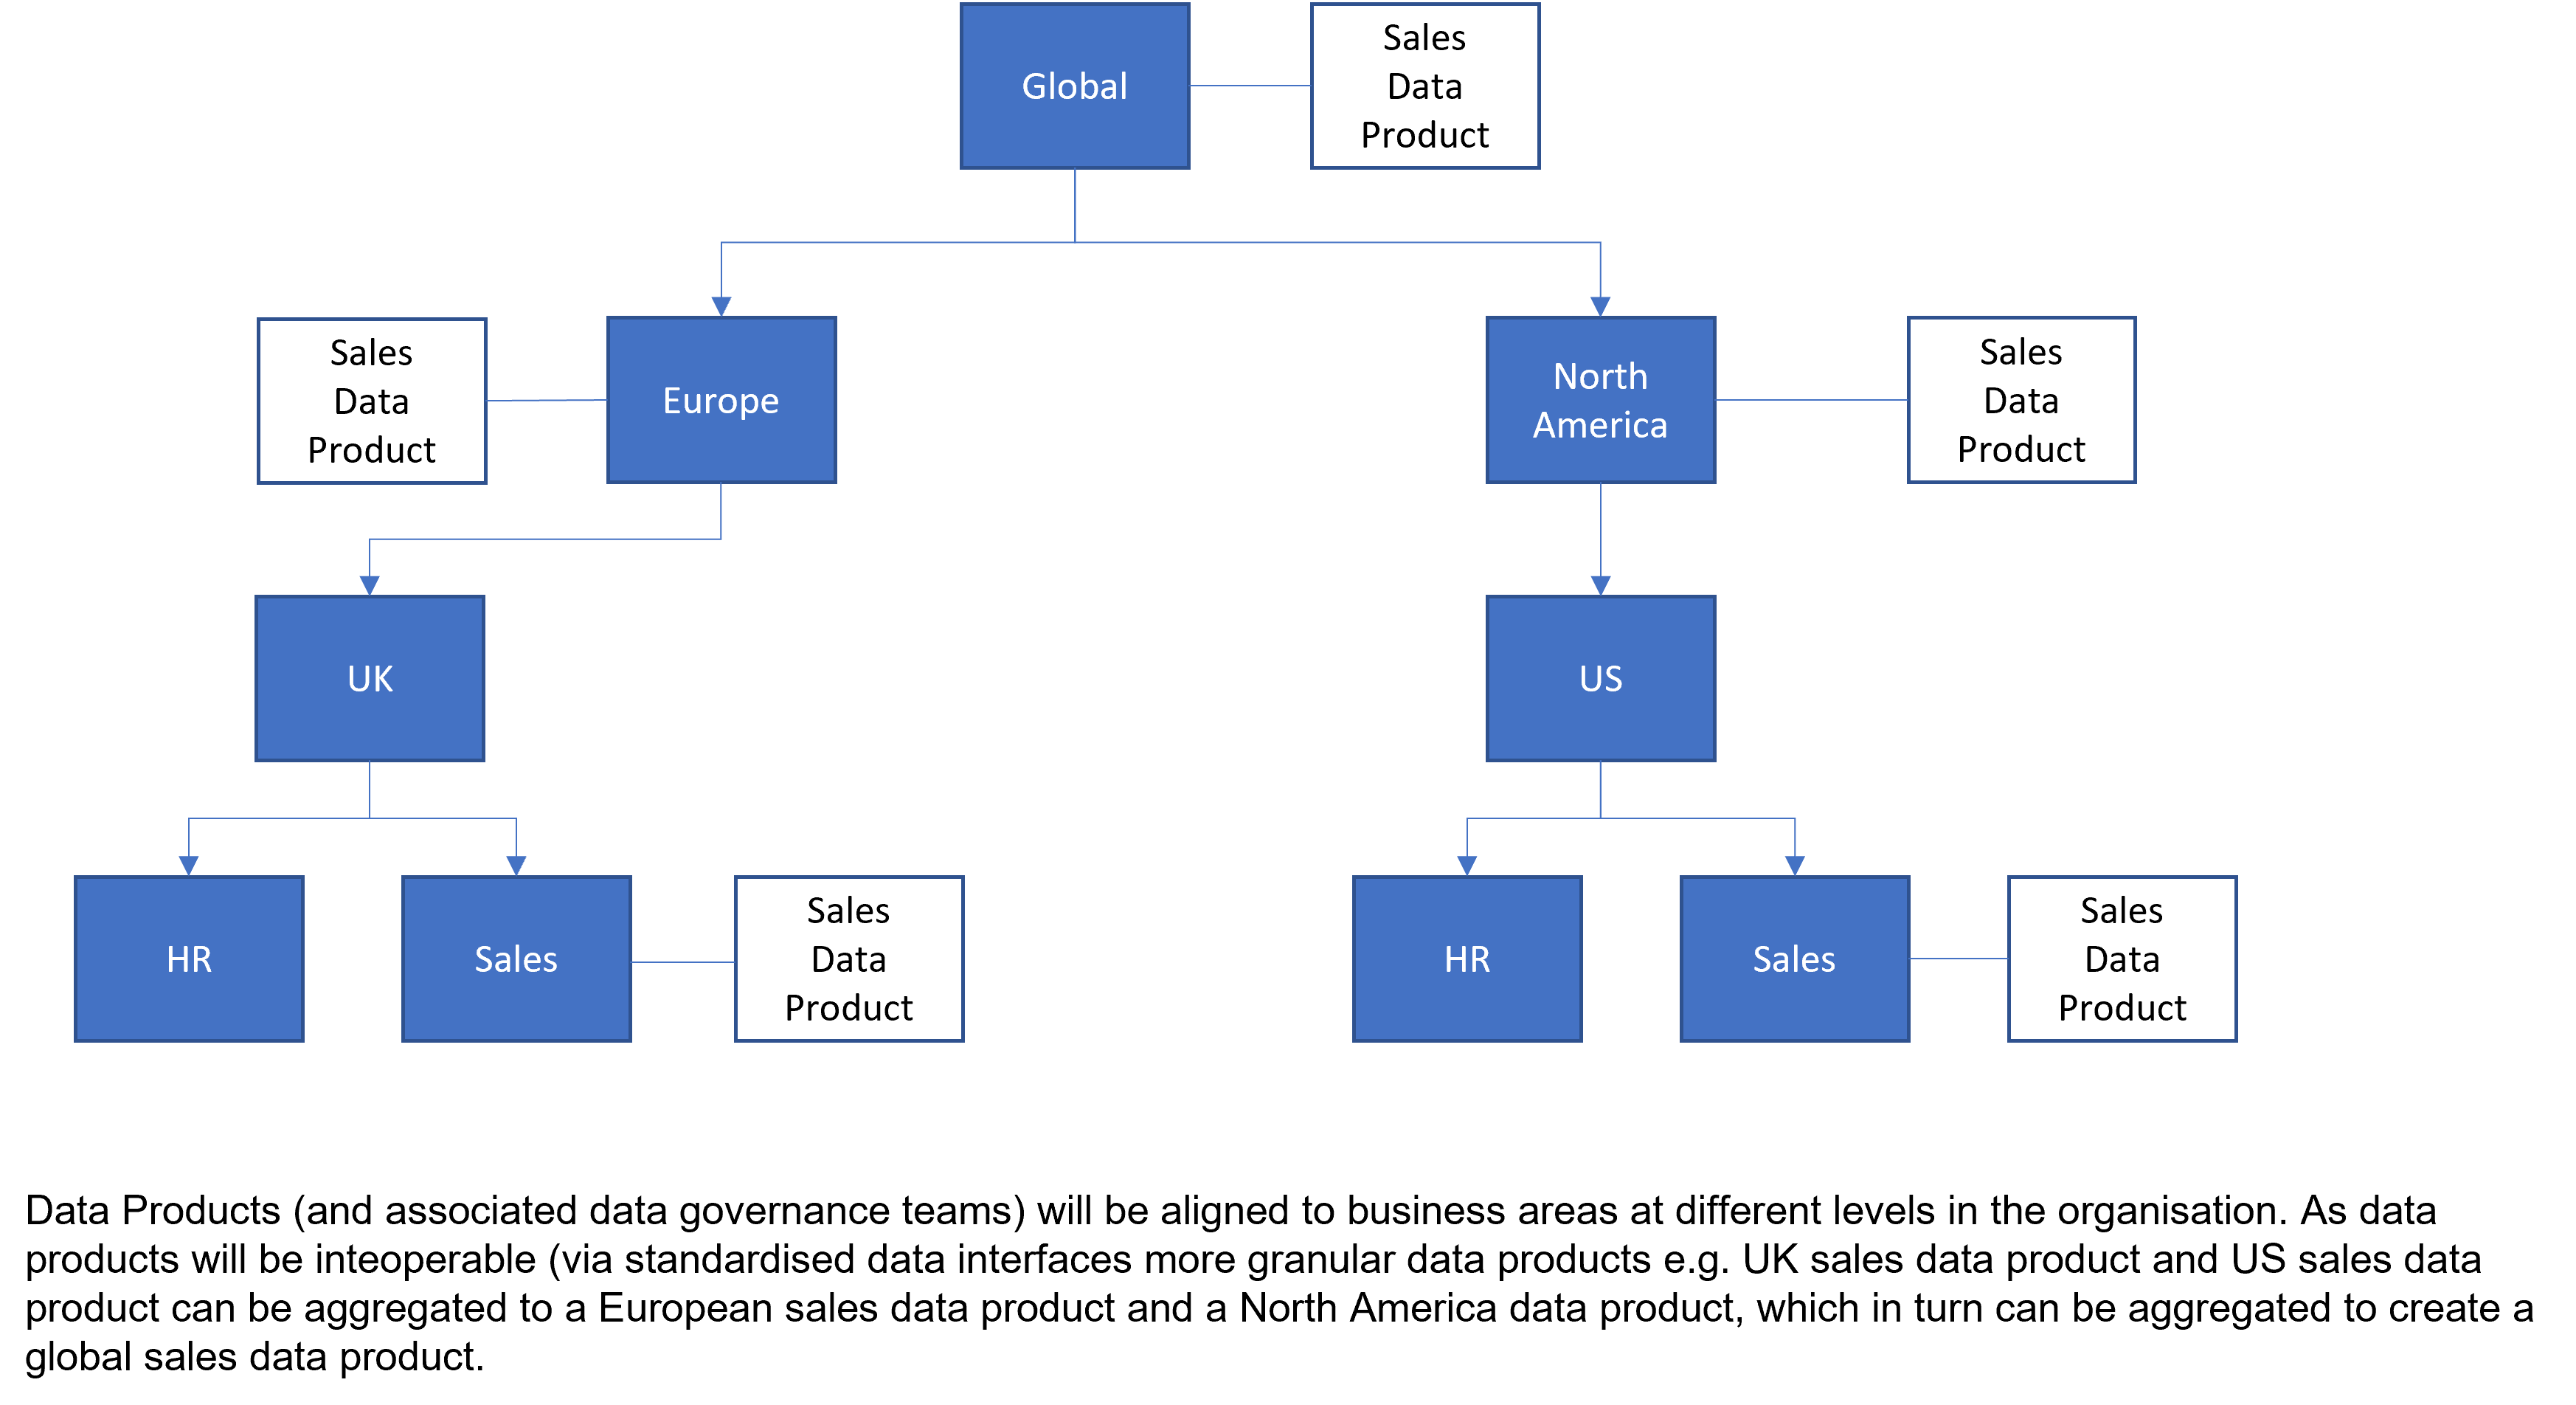 Global
Sales
Data
Product
Sales
Data
Product
Europe
North
America
Sales
Data
Product
UK
US
HR
Sales
Sales
Data
Product
HR
Sales
Sales
Data
Product
Data Products (and associated data governance teams) will be aligned to business areas at different levels in the organisation. As data
products will be inteoperable (via standardised data interfaces more granular data products e.g. UK sales data product and US sales data
product can be aggregated to a European sales data product and a North America data product, which in turn can be aggregated to create a
global sales data product.